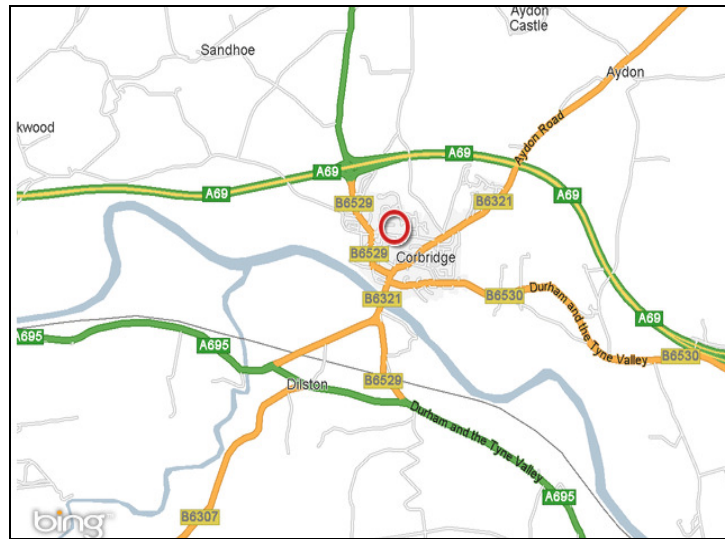 Aydon
Castle
Sandhoe
Aydon
kwood
Aydon Road
A69
A69
A69
B6529
B6321
B6529
Corbridge
B6321
B6530
Durham and the Tyne Valley
A69
A695
A695
B6530
Dilston
B6529
Durham and the Tyne Valley
A695
B6307
bing